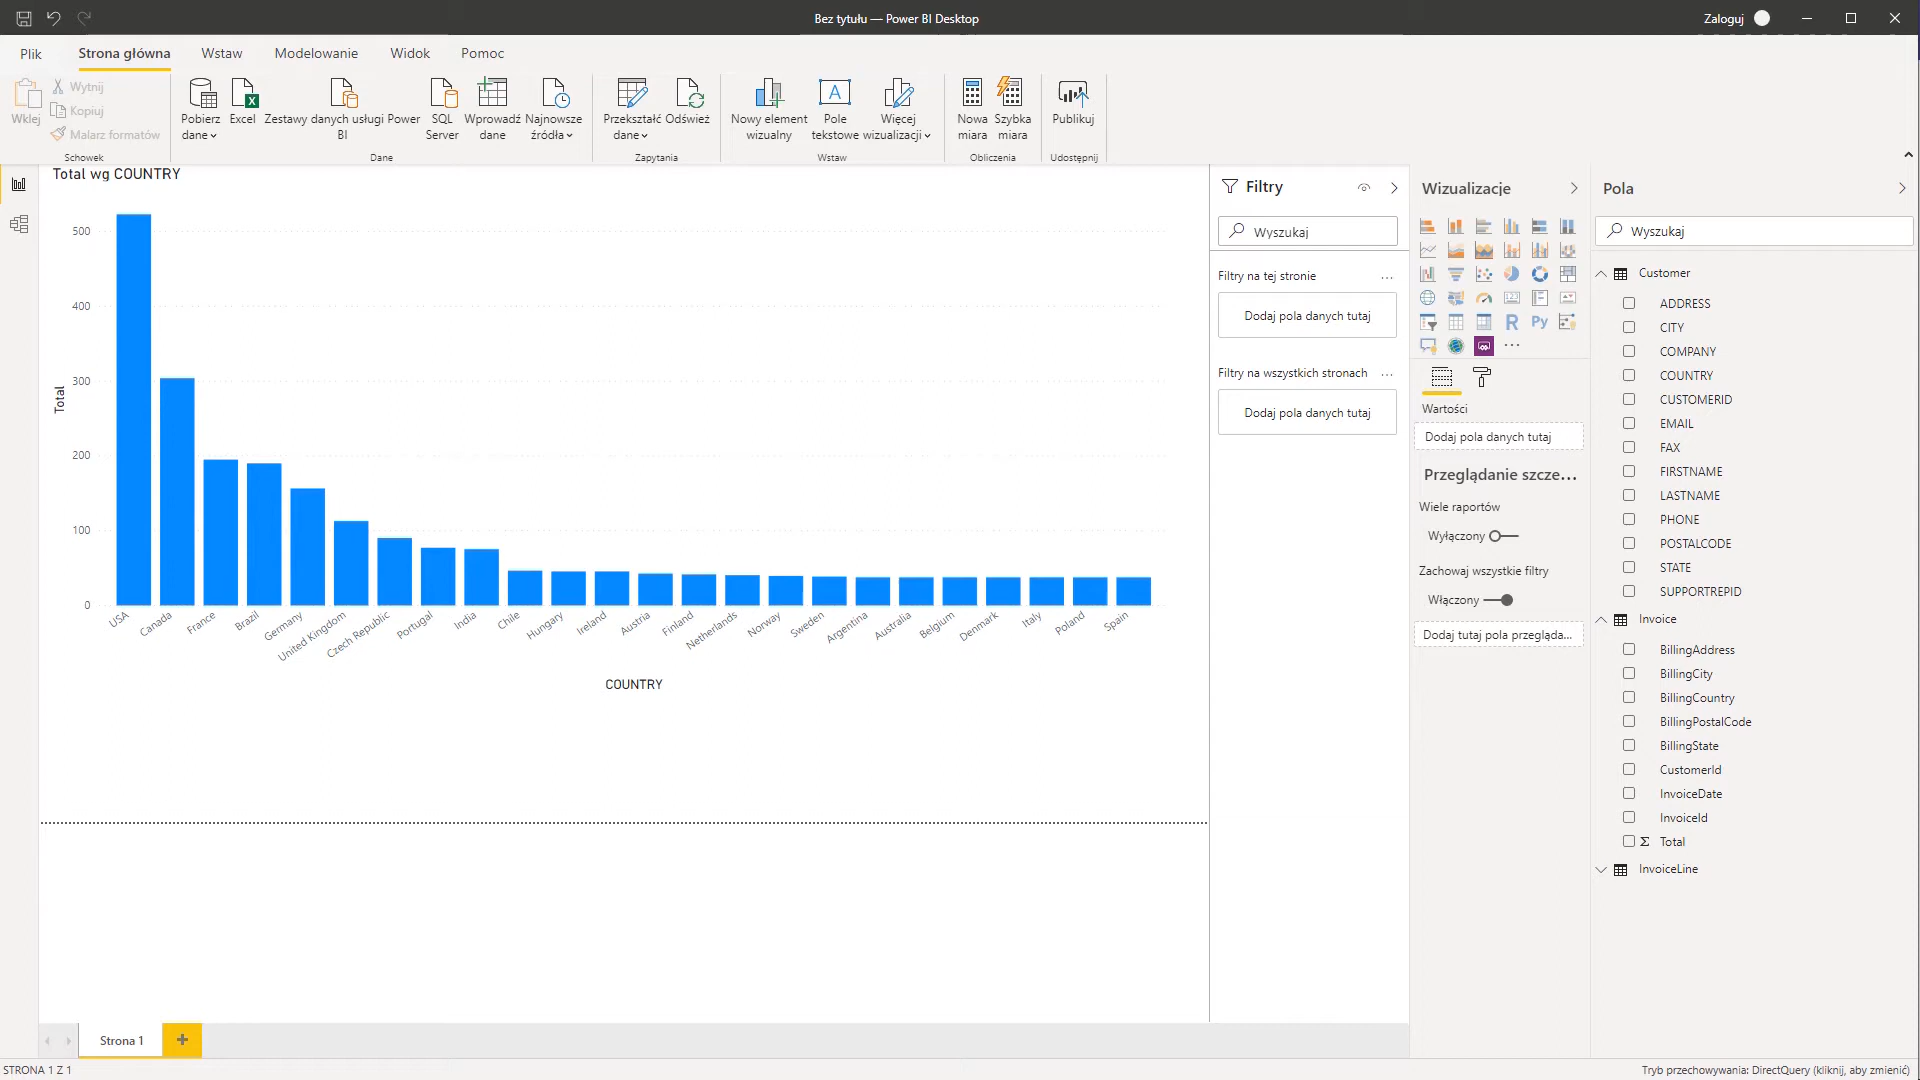 Bez tytułu — Power BI Desktop
Zaloguj
Plik
Strona główna
Wstaw
Modelowanie
Widok
Pomoc
Wklej
Wytnij
Kopiuj
Malarz formatów
Schowek
Pobierz
dane
Excel
Zestawy danych usługi Power
BI
SQL
Server
Wprowadź
dane
Najnowsze
źródła
Dane
Przekształć
dane
Odśwież
Zapytania
Nowy element
wizualny
Pole
tekstowe
Więcej
wizualizacji
Wstaw
Nowa
miara
Szybka
miara
Obliczenia
Publikuj
Udostępnij
Total wg COUNTRY
Total
500
400
300
200
100
0
USA
Canada
France
Brazil
Germany
United Kingdom
Czech Republic
Portugal
India
Chile
Hungary
Ireland
Austria
Finland
Netherlands
Norway
Sweden
Argentina
Australia
Belgium
Denmark
Italy
Poland
Spain
COUNTRY
Filtry
Wyszukaj
Filtry na tej stronie
Dodaj pola danych tutaj
Filtry na wszystkich stronach
Dodaj pola danych tutaj
Wizualizacje
R
Py
123
Wartości
Dodaj pola danych tutaj
Przeglądanie szcze...
Wiele raportów
Wyłączony
Zachowaj wszystkie filtry
Włączony
Dodaj tutaj pola przegląda...
Pola
Wyszukaj
Customer
ADDRESS
CITY
COMPANY
COUNTRY
CUSTOMERID
EMAIL
FAX
FIRSTNAME
LASTNAME
PHONE
POSTALCODE
STATE
SUPPORTREPID
Invoice
BillingAddress
BillingCity
BillingCountry
BillingPostalCode
BillingState
CustomerId
InvoiceDate
InvoiceId
Σ Total
InvoiceLine
Strona 1
+
STRONA 1 Z 1
Tryb przechowywania: DirectQuery (kliknij, aby zmienić)